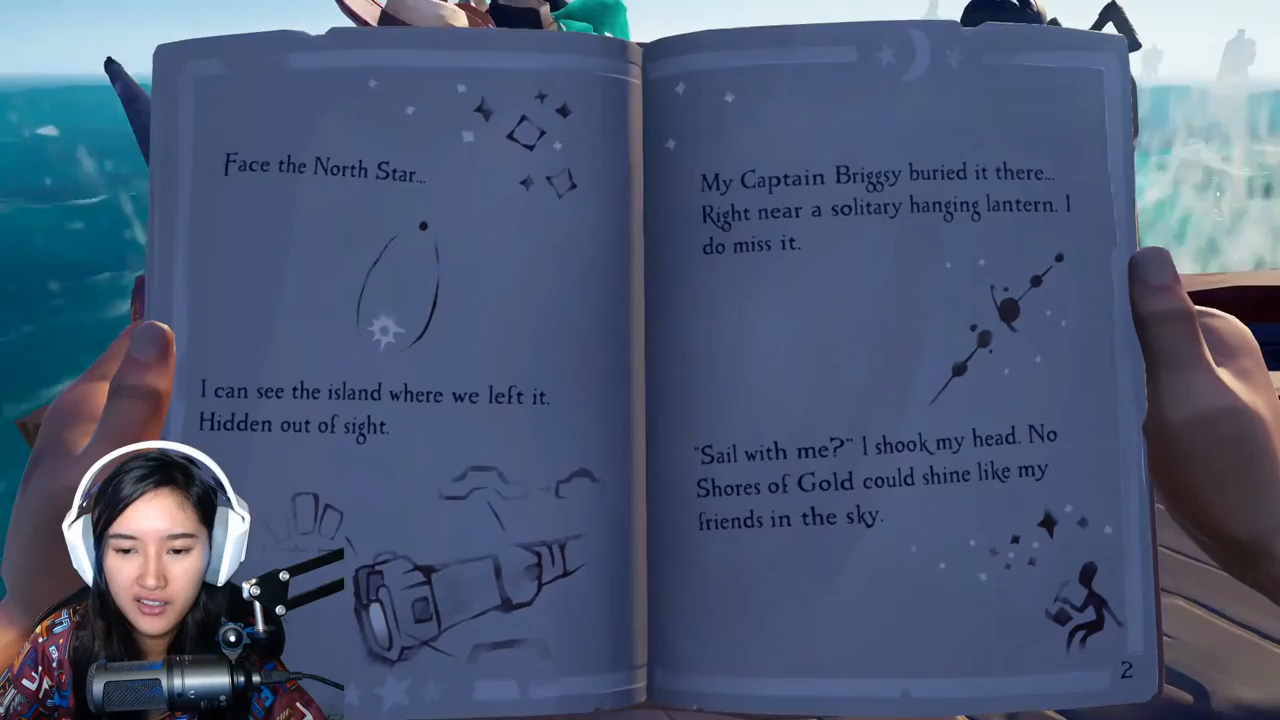 Face the North Star...
I can see the island where we left it.
Hidden out of sight.
My Captain Briggsy buried it there...
Right near a solitary hanging lantern. I
do miss it.
"Sail with me?" I shook my head. No
Shores of Gold could shine like my
friends in the sky.
2